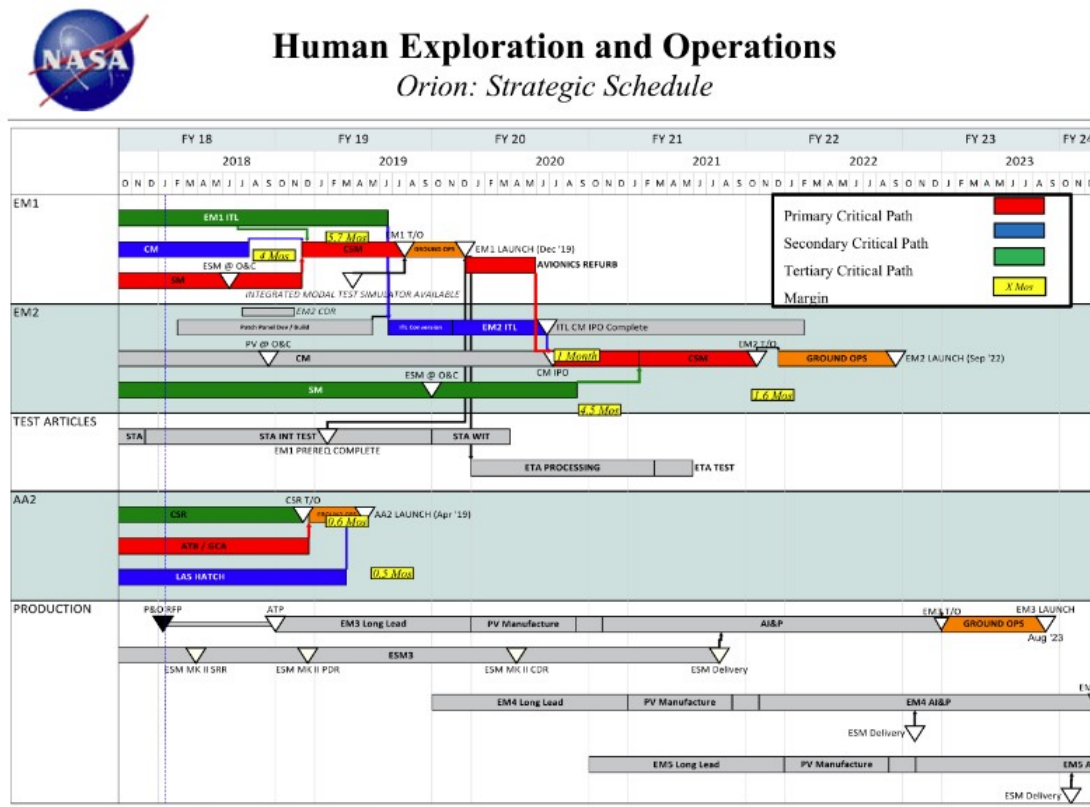 NASA
Human Exploration and Operations
Orion: Strategic Schedule
FY 18 FY 19 FY 20 FY 21 FY 22 FY 23 FY 24
2018 2019 2020 2021 2022 2023
O N D J F M A M J J A S O N D J F M A M J J A S O N D J F M A M J J A S O N D J F M A M J J A S O N D J F M A M J J A S O N D J F M A M J J A S O N
EM1
EM1 ITL
5.7 Mos
EM1 T/O
CM
4 Mos
CSM
GROUND OPS
EM1 LAUNCH (Dec '19)
ESM @ O&C
AVIONICS REFURB
SM
INTEGRATED MODAL TEST SIMULATOR AVAILABLE
Primary Critical Path
Secondary Critical Path
Tertiary Critical Path
Margin
X Mos
EM2
EM2 CDR
Patch Panel Dev / Build
ITL Conversion
EM2 ITL
ITL CM IPO Complete
PV @ O&C
EM2 T/O
CM
1 Month
CSM
GROUND OPS
EM2 LAUNCH (Sep '22)
ESM @ O&C
CM IPO
SM
1.6 Mos
4.5 Mos
TEST ARTICLES
STA
STA INT TEST
STA WIT
EM1 PREREQ COMPLETE
ETA PROCESSING
ETA TEST
AA2
CSR T/O
CSR
GROUND OPS
AA2 LAUNCH (Apr '19)
0.6 Mos
ATB / GCA
LAS HATCH
0.5 Mos
PRODUCTION
P&O RFP
ATP
EM3 T/O
EM3 LAUNCH
EM3 Long Lead
PV Manufacture
AI&P
GROUND OPS
Aug '23
ESM3
ESM MK II SRR
ESM MK II PDR
ESM MK II CDR
ESM Delivery
EM4 Long Lead
PV Manufacture
EM4 AI&P
ESM Delivery
EM5 Long Lead
PV Manufacture
EM5 A
ESM Delivery